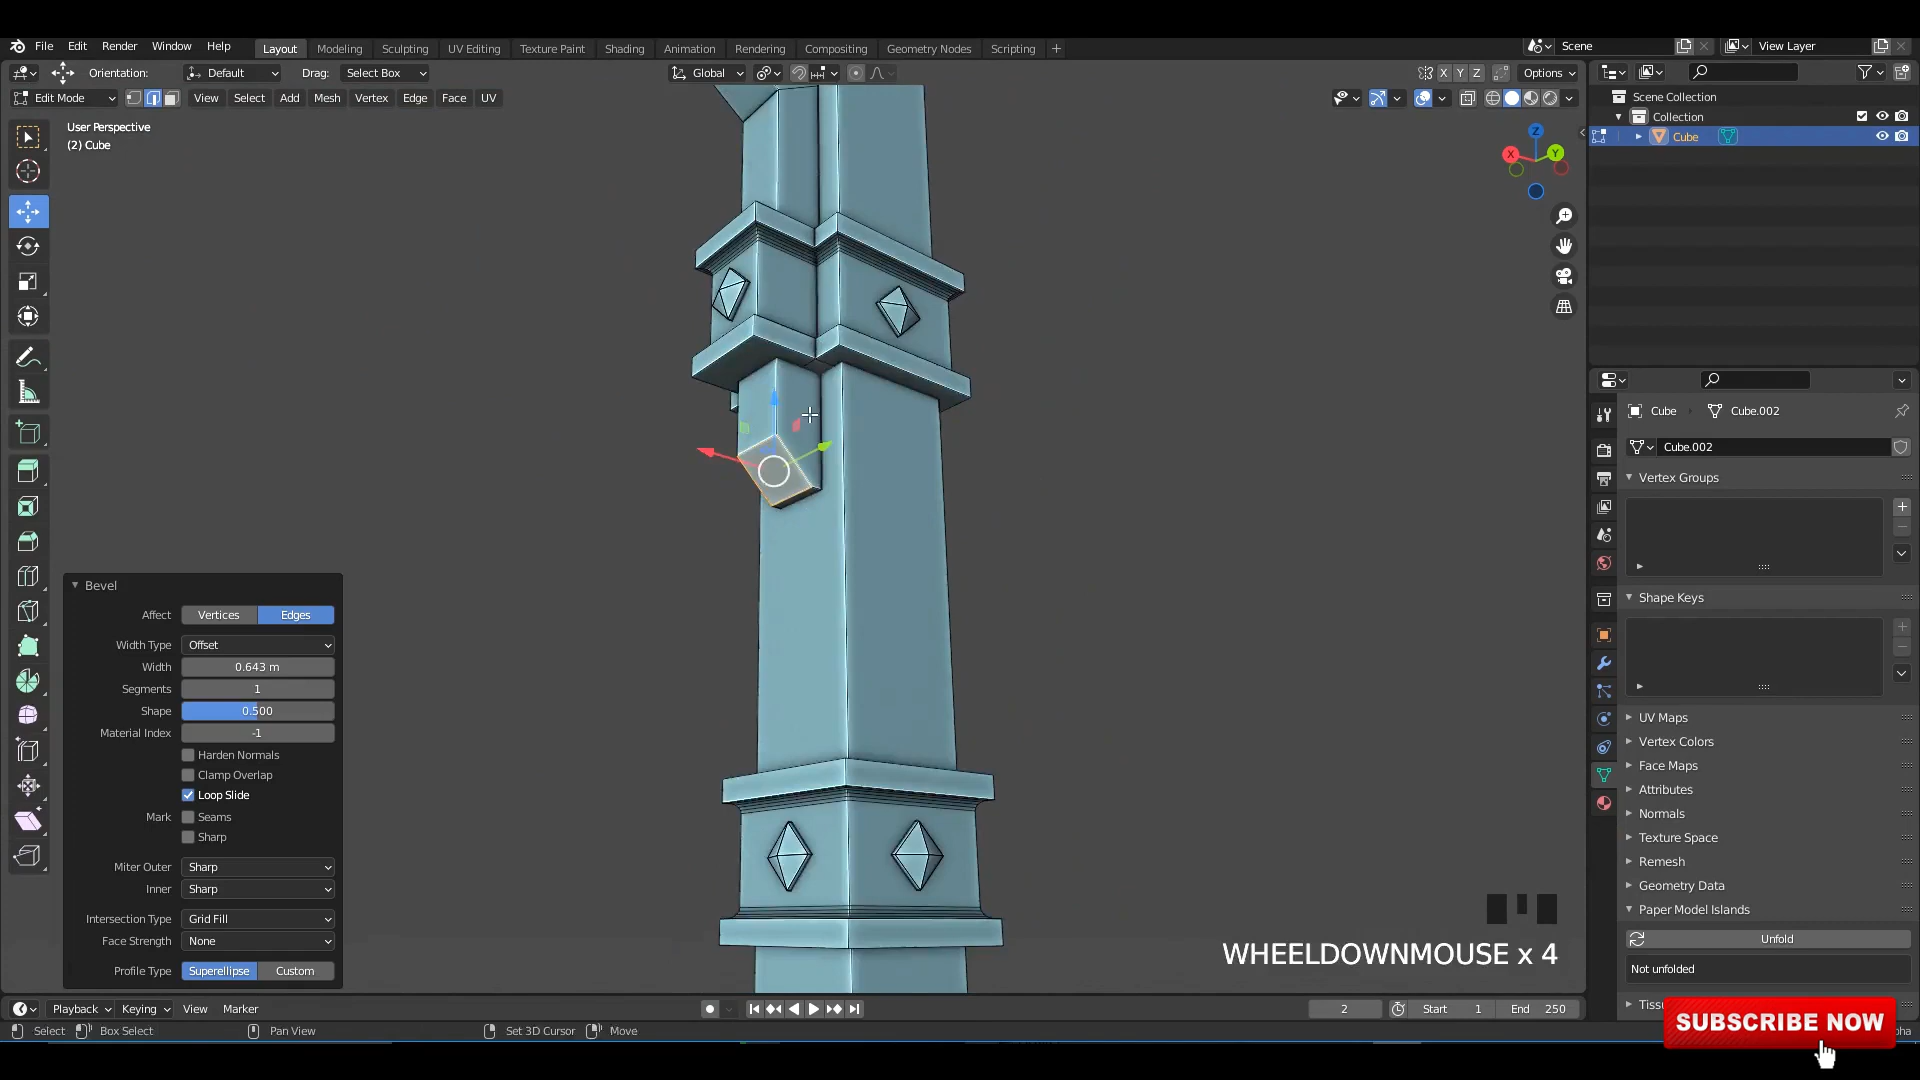 File Edit Render Window Help Layout Modeling Sculpting UV Editing Texture Paint Shading Animation Rendering Compositing Geometry Nodes Scripting + Scene View Layer
Orientation: Default Drag: Select Box Global X Y Z Options
Edit Mode View Select Add Mesh Vertex Edge Face UV
User Perspective
(2) Cube
Z
X Y
Scene Collection
Collection
Cube
Cube Cube.002
Cube.002
Vertex Groups
Shape Keys
UV Maps
Vertex Colors
Face Maps
Attributes
Normals
Texture Space
Remesh
Geometry Data
Paper Model Islands
Unfold
Not unfolded
Bevel
Affect Vertices Edges
Width Type Offset
Width 0.643 m
Segments 1
Shape 0.500
Material Index -1
Harden Normals
Clamp Overlap
Loop Slide
Mark Seams
Sharp
Miter Outer Sharp
Inner Sharp
Intersection Type Grid Fill
Face Strength None
Profile Type Superellipse Custom
WHEELDOWNMOUSE x 4
Playback Keying View Marker 2 Start 1 End 250
Select Box Select Pan View Set 3D Cursor Move
SUBSCRIBE NOW